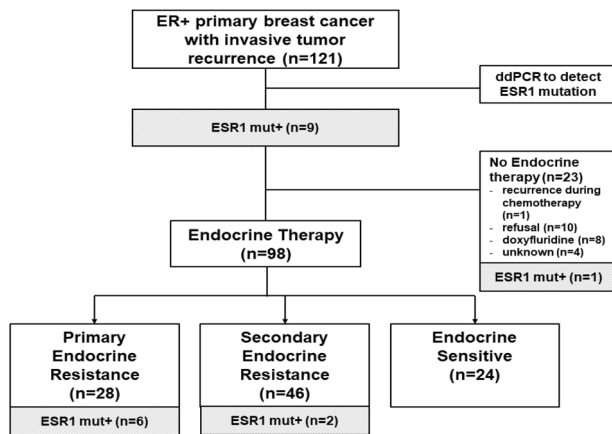 ER+ primary breast cancer
with invasive tumor
recurrence (n=121)
ddPCR to detect
ESR1 mutation
ESR1 mut+ (n=9)
No Endocrine
therapy (n=23)
- recurrence during
chemotherapy
(n=1)
- refusal (n=10)
- doxyfluridine (n=8)
- unknown (n=4)
ESR1 mut+ (n=1)
Endocrine Therapy
(n=98)
Primary
Endocrine
Resistance
(n=28)
ESR1 mut+ (n=6)
Secondary
Endocrine
Resistance
(n=46)
ESR1 mut+ (n=2)
Endocrine
Sensitive
(n=24)